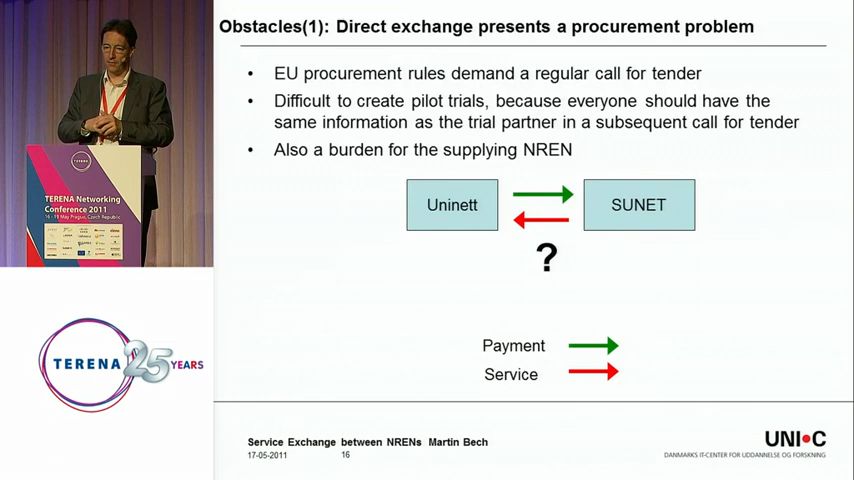 Obstacles(1): Direct exchange presents a procurement problem
• EU procurement rules demand a regular call for tender
• Difficult to create pilot trials, because everyone should have the
same information as the trial partner in a subsequent call for tender
• Also a burden for the supplying NREN
Uninett
SUNET
?
Payment
Service
Service Exchange between NRENs Martin Bech
17-05-2011 16
UNI•C
DANMARKS IT-CENTER FOR UDDANNELSE OG FORSKNING
TERENA
TERENA Networking
Conference 2011
16 - 19 May Prague, Czech Republic
TERENA 25 YEARS